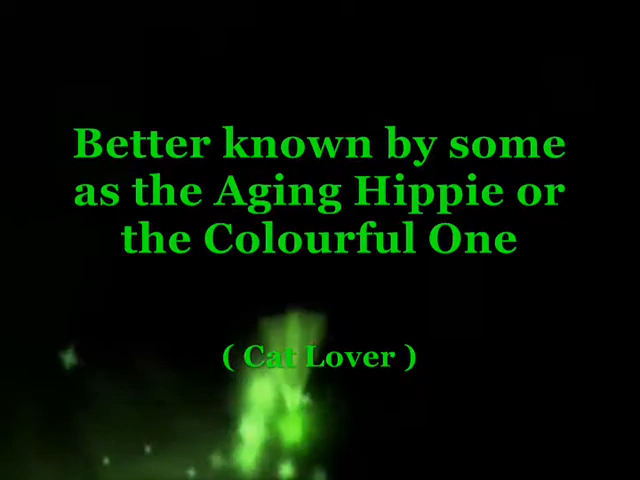 Better known by some
as the Aging Hippie or
the Colourful One
( Cat Lover )